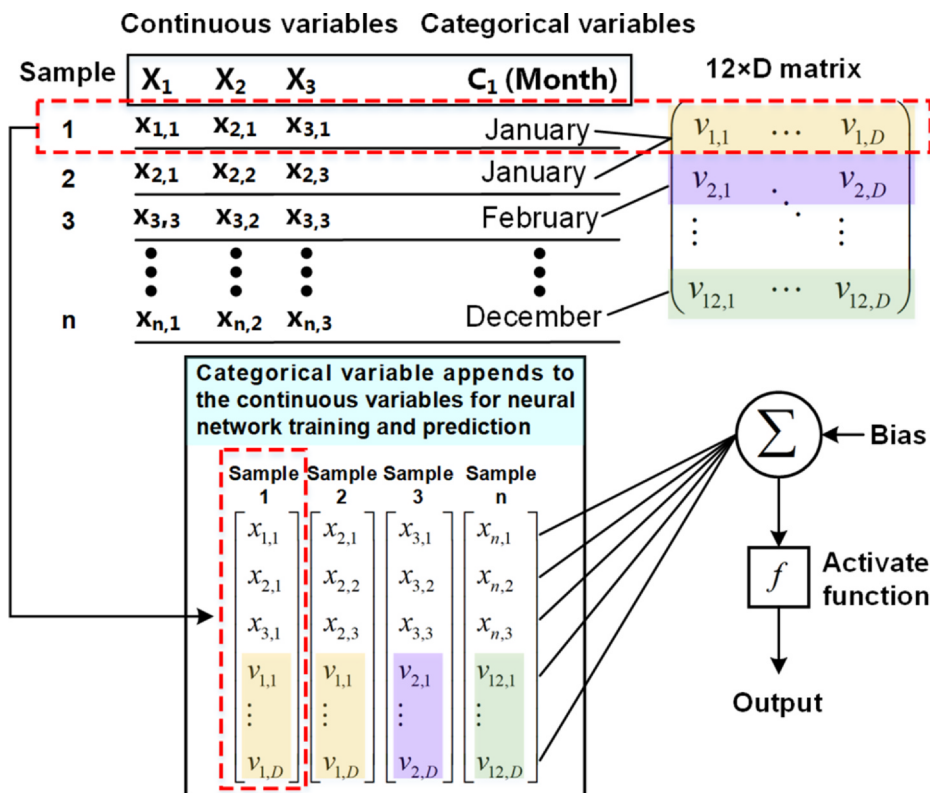 Continuous variables Categorical variables
Sample X₁ X₂ X₃ C₁ (Month) 12×D matrix
1 x₁,₁ x₂,₁ x₃,₁ January v₁,₁ ⋯ v₁,D
2 x₂,₁ x₂,₂ x₂,₃ January v₂,₁ ⋱ v₂,D
3 x₃,₃ x₃,₂ x₃,₃ February ⋮ ⋮
n xₙ,₁ xₙ,₂ xₙ,₃ December v₁₂,₁ ⋯ v₁₂,D
Categorical variable appends to
the continuous variables for neural
network training and prediction
Sample Sample Sample Sample
1 2 3 n
x₁,₁ x₂,₁ x₃,₁ xₙ,₁
x₂,₁ x₂,₂ x₃,₂ xₙ,₂
x₃,₁ x₂,₃ x₃,₃ xₙ,₃
v₁,₁ v₁,₁ v₂,₁ v₁₂,₁
⋮ ⋮ ⋮ ⋮
v₁,D v₁,D v₂,D v₁₂,D
Σ
Bias
f
Activate
function
Output